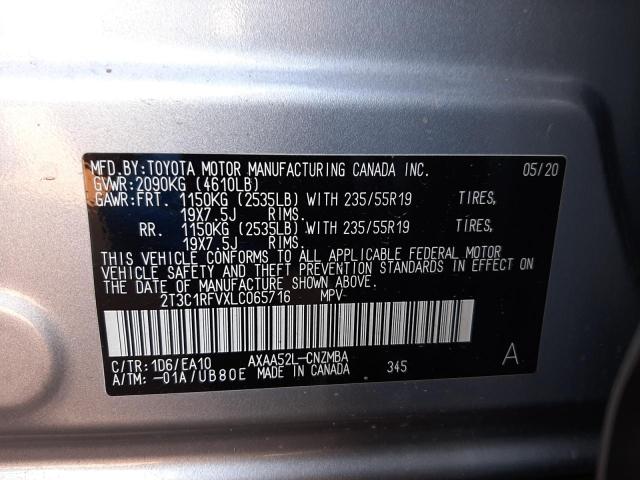 MFD.BY:TOYOTA MOTOR MANUFACTURING CANADA INC. 05/20
GVWR:2090KG (4610LB)
GAWR:FRT. 1150KG (2535LB) WITH 235/55R19 TIRES,
19X7.5J RIMS.
RR. 1150KG (2535LB) WITH 235/55R19 TIRES,
19X7.5J RIMS.
THIS VEHICLE CONFORMS TO ALL APPLICABLE FEDERAL MOTOR
VEHICLE SAFETY AND THEFT PREVENTION STANDARDS IN EFFECT ON
THE DATE OF MANUFACTURE SHOWN ABOVE.
2T3C1RFVXLC065716 MPV
C/TR:1D6/EA10 AXAA52L-CNZMBA
A/TM:-01A/UB80E MADE IN CANADA 345 A